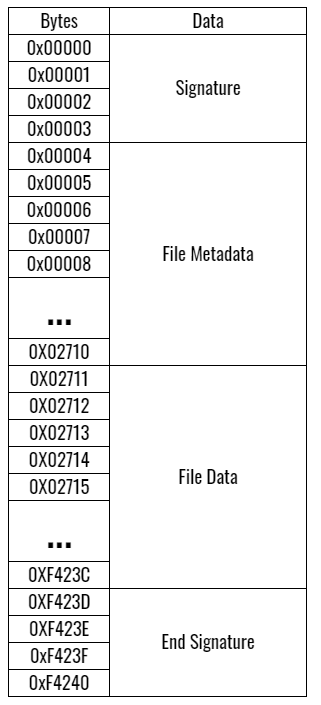 Bytes Data
0x00000
0x00001
Signature
0x00002
0x00003
0x00004
0x00005
0x00006
0x00007
File Metadata
0x00008
...
0X02710
0X02711
0X02712
0X02713
0X02714
File Data
0X02715
...
0XF423C
0XF423D
0XF423E
End Signature
0xF423F
0xF4240